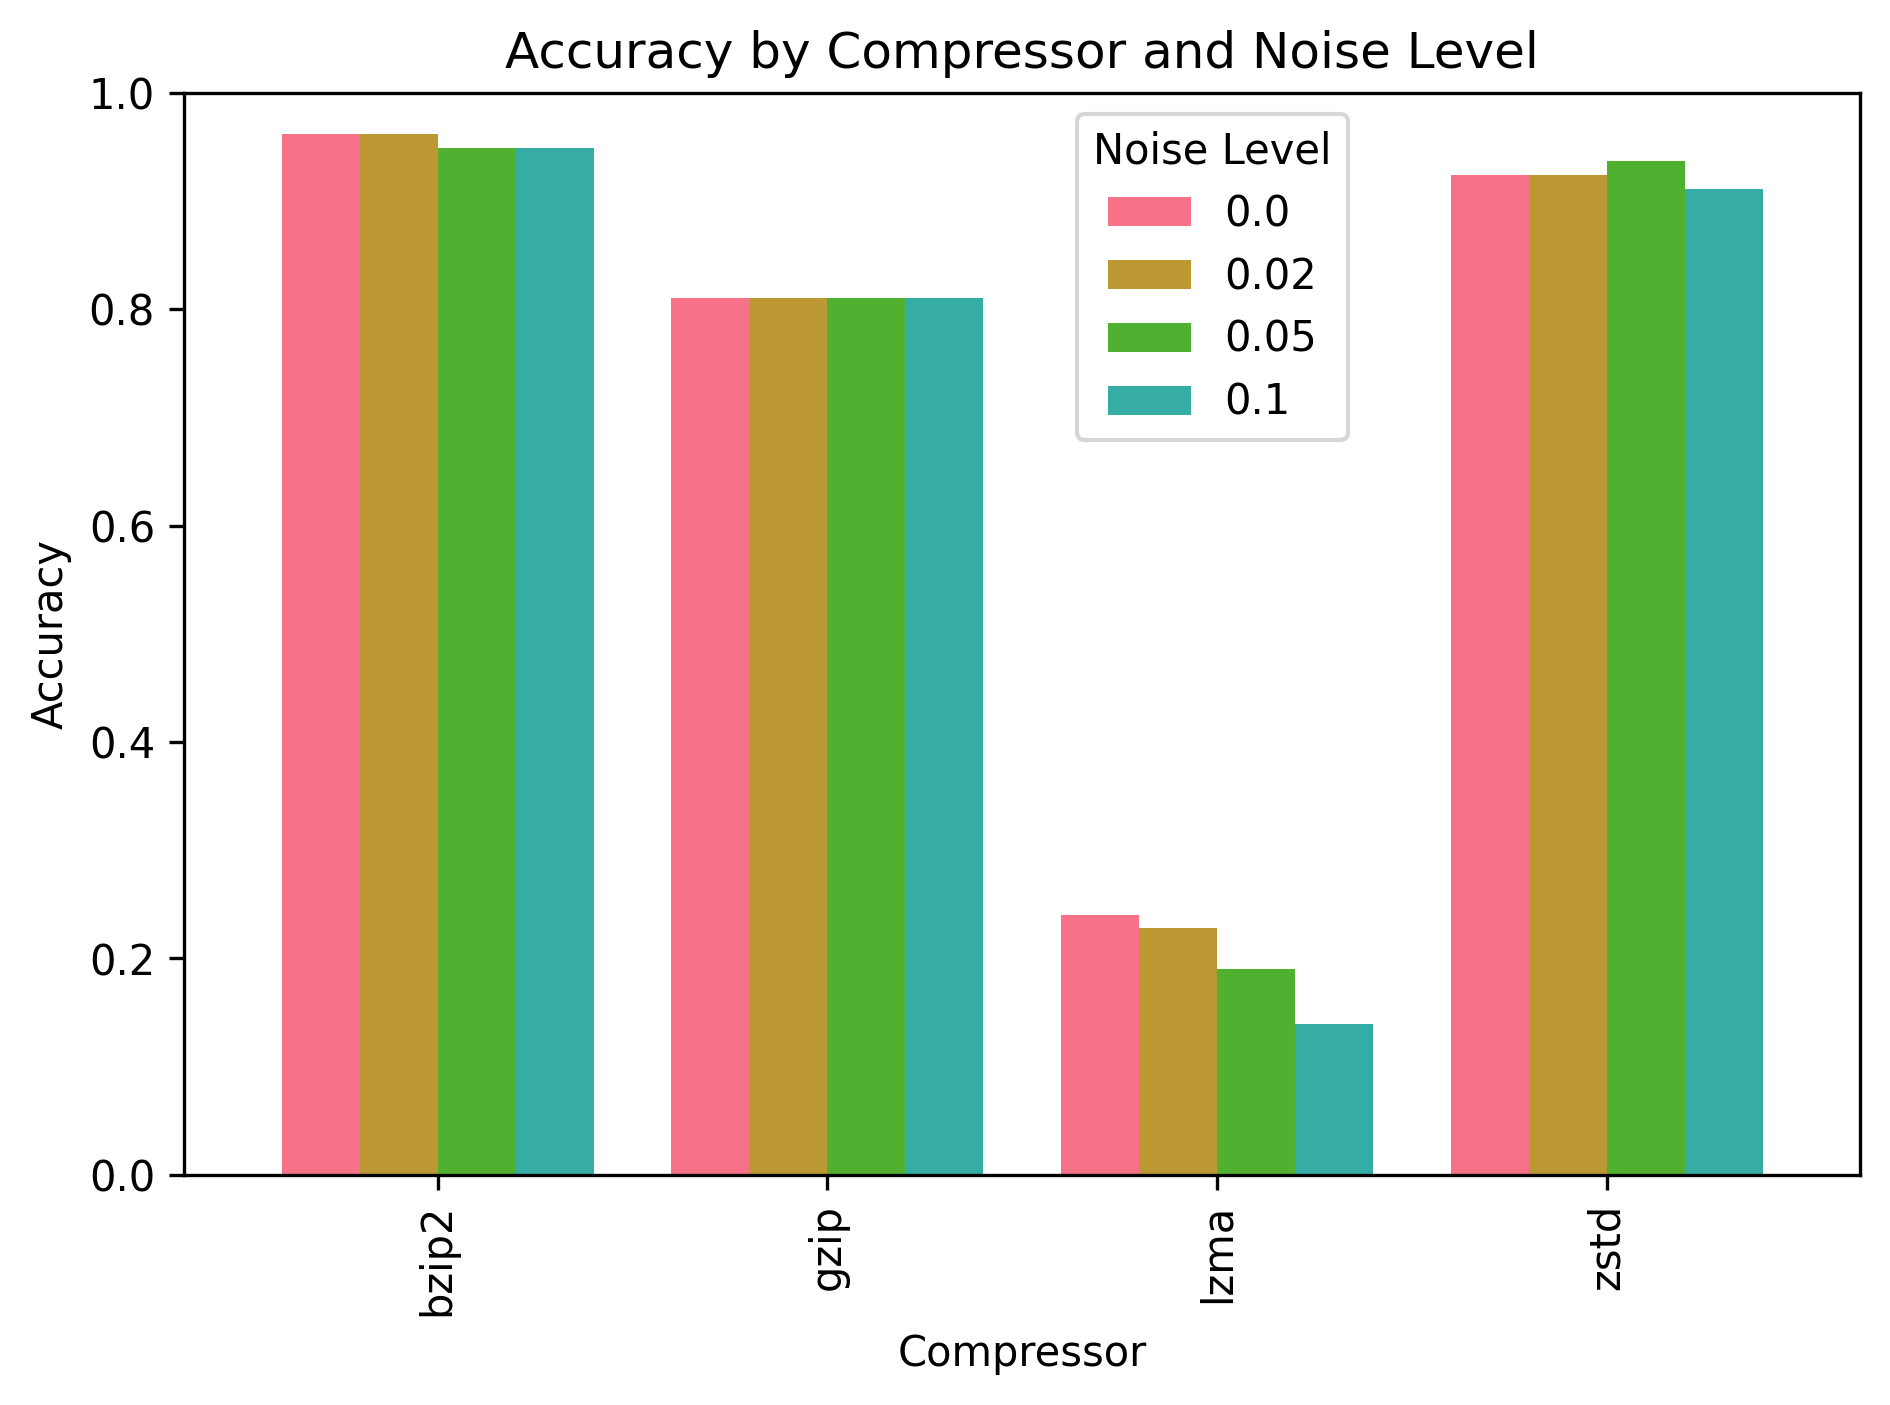 Accuracy by Compressor and Noise Level
1.0
0.8
0.6
0.4
0.2
0.0
Accuracy
Noise Level
0.0
0.02
0.05
0.1
bzip2
gzip
lzma
zstd
Compressor